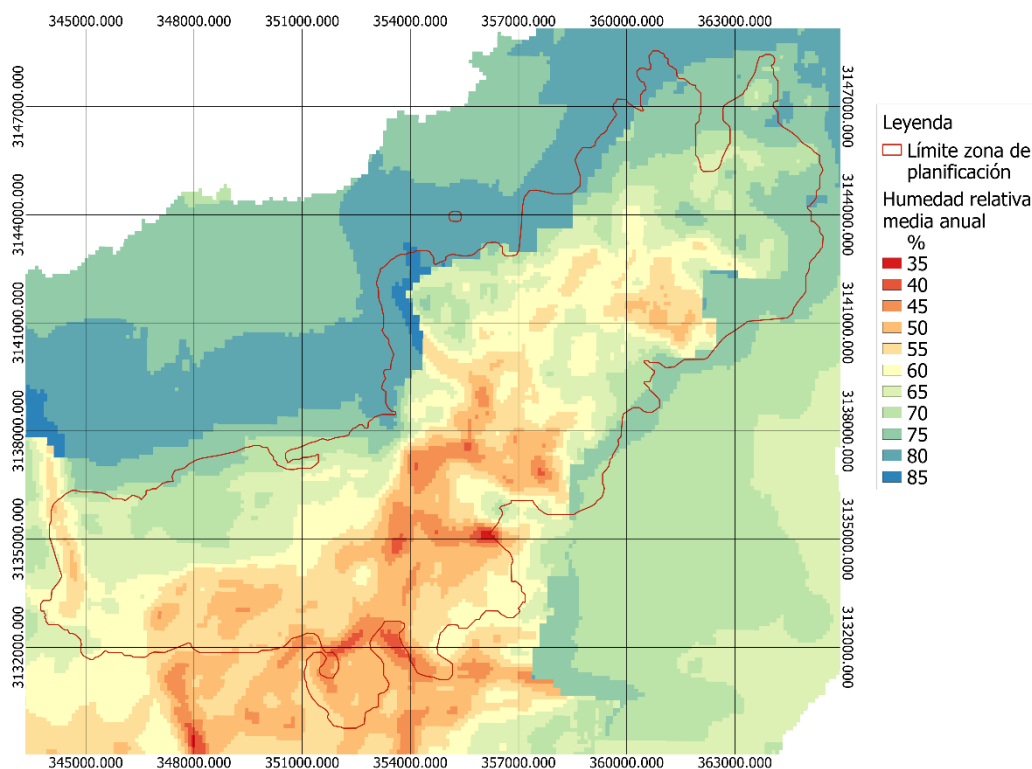 345000.000 348000.000 351000.000 354000.000 357000.000 360000.000 363000.000
3147000.000 3147000.000
3144000.000 3144000.000
3141000.000 3141000.000
3138000.000 3138000.000
3135000.000 3135000.000
3132000.000 3132000.000
345000.000 348000.000 351000.000 354000.000 357000.000 360000.000 363000.000
Leyenda
Límite zona de
planificación
Humedad relativa
media anual
%
35
40
45
50
55
60
65
70
75
80
85